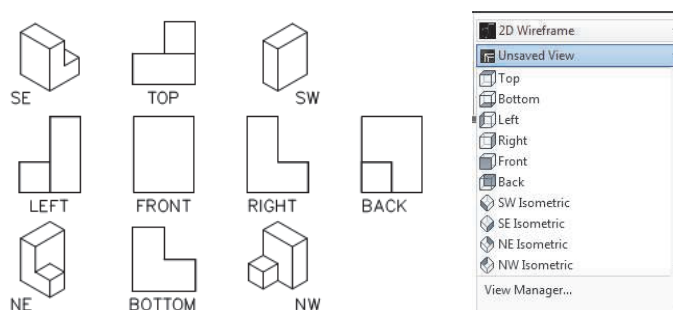 SE
TOP
SW
LEFT
FRONT
RIGHT
BACK
NE
BOTTOM
NW
2D Wireframe
Unsaved View
Top
Bottom
Left
Right
Front
Back
SW Isometric
SE Isometric
NE Isometric
NW Isometric
View Manager...